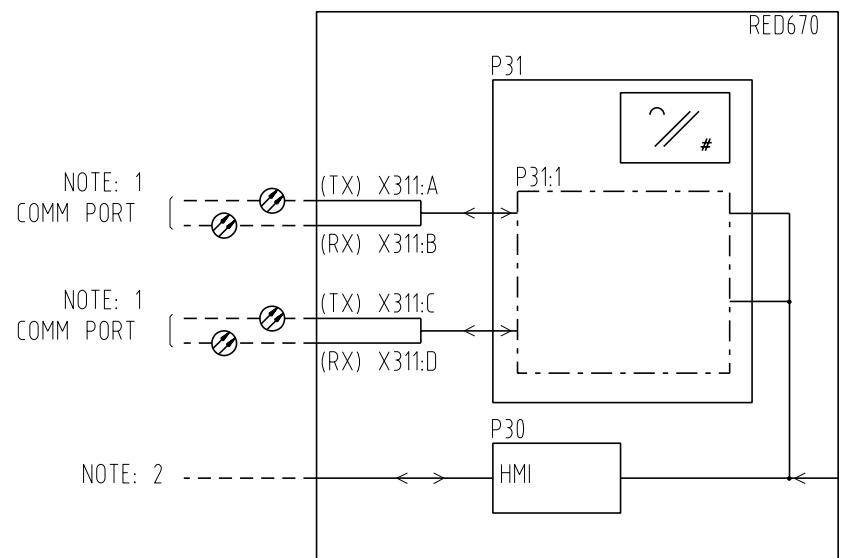 RED670
P31
#
P31:1
NOTE: 1
COMM PORT
(TX) X311:A
(RX) X311:B
NOTE: 1
COMM PORT
(TX) X311:C
(RX) X311:D
P30
NOTE: 2
HMI